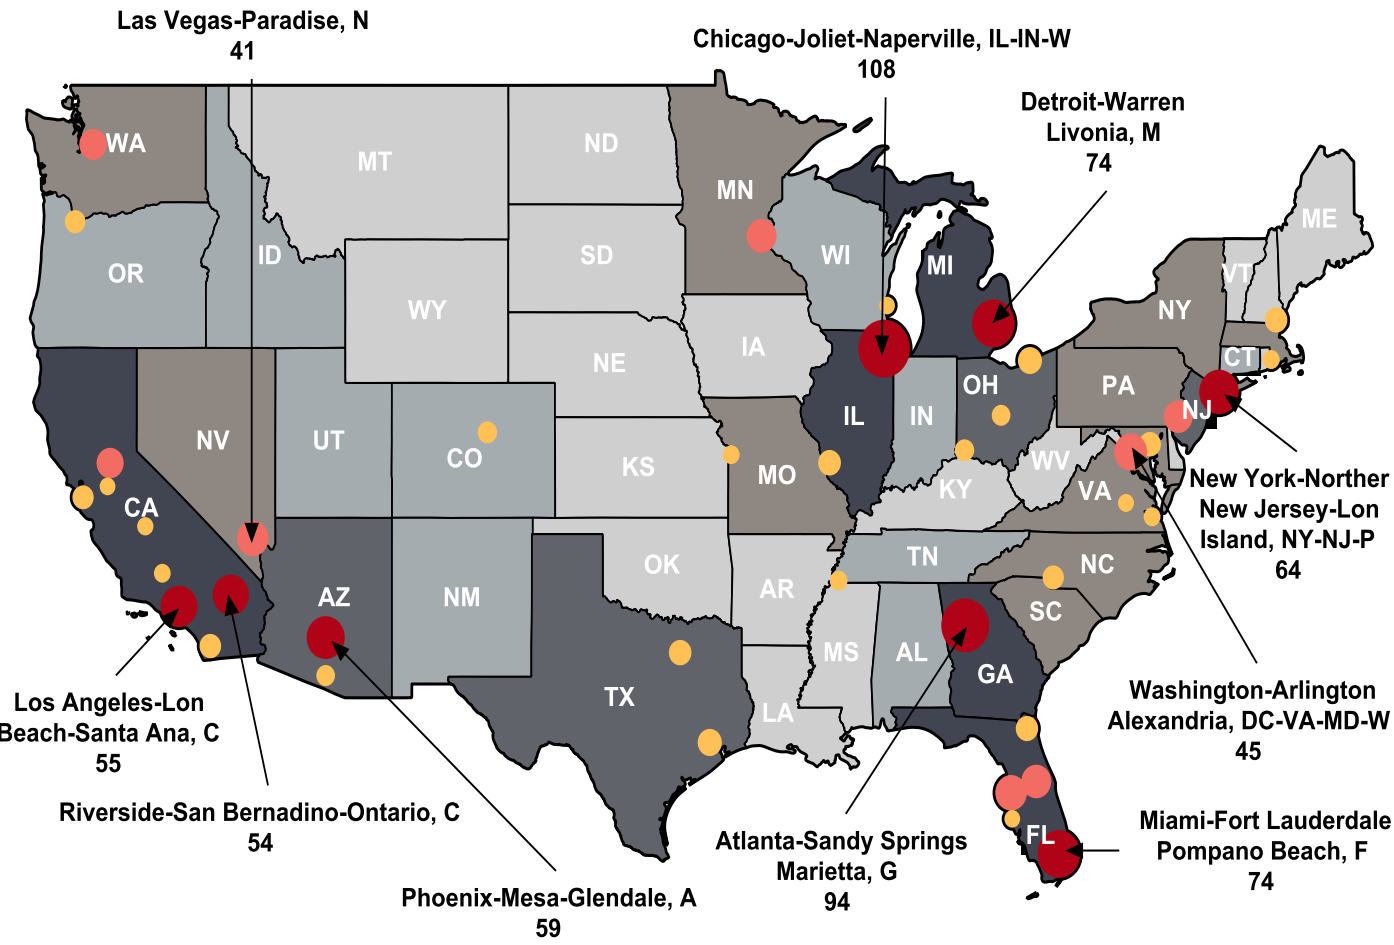 Las Vegas-Paradise, N
41
Chicago-Joliet-Naperville, IL-IN-W
108
Detroit-Warren
Livonia, M
74
WA
MT
ND
MN
ME
OR
ID
SD
WI
MI
VT
WY
NY
IA
NE
CT
OH
PA
NV
UT
CO
KS
MO
IL
IN
NJ
WV
VA
KY
CA
New York-Norther
New Jersey-Lon
Island, NY-NJ-P
64
AZ
NM
OK
AR
TN
NC
SC
MS
AL
GA
TX
LA
FL
Los Angeles-Lon
Beach-Santa Ana, C
55
Washington-Arlington
Alexandria, DC-VA-MD-W
45
Riverside-San Bernadino-Ontario, C
54
Atlanta-Sandy Springs
Marietta, G
94
Miami-Fort Lauderdale
Pompano Beach, F
74
Phoenix-Mesa-Glendale, A
59